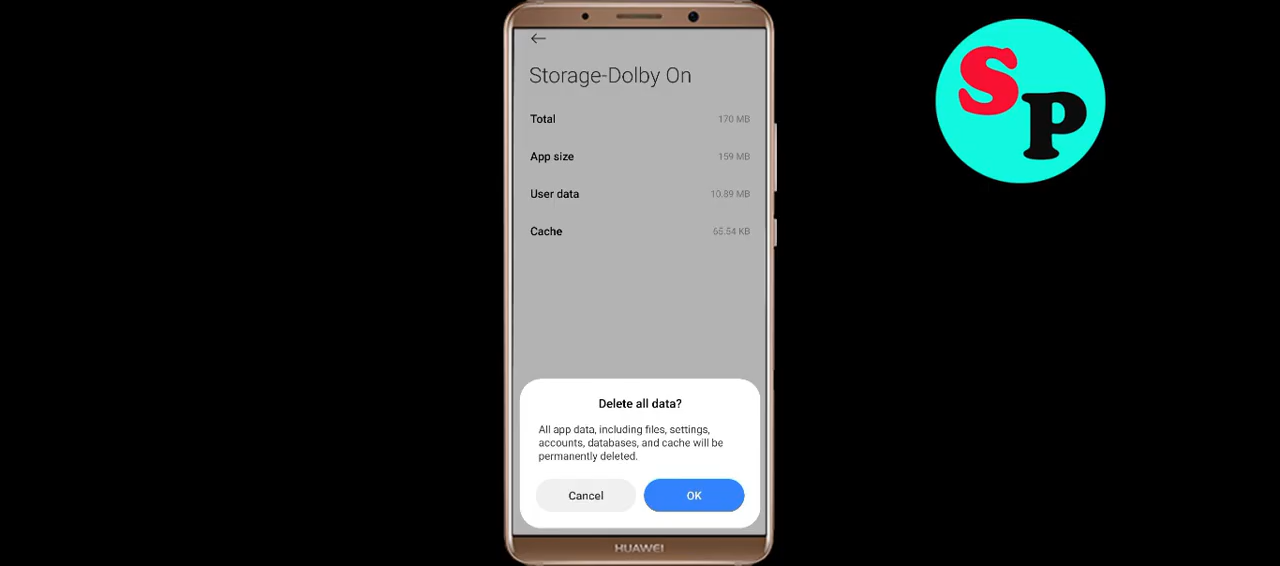 Storage-Dolby On
Total 170 MB
App size 159 MB
User data 10.89 MB
Cache 65.54 KB
Delete all data?
All app data, including files, settings,
accounts, databases, and cache will be
permanently deleted.
Cancel OK
HUAWEI
SP